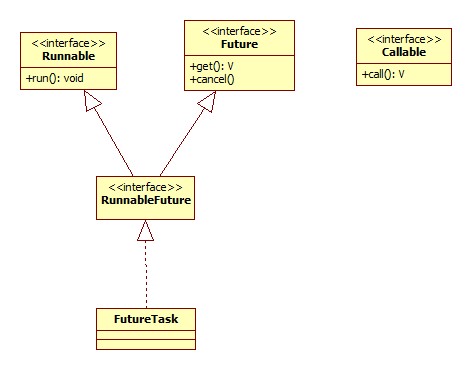 <<interface>>
Runnable
+run(): void
<<interface>>
Future
+get(): V
+cancel()
<<interface>>
Callable
+call(): V
<<interface>>
RunnableFuture
FutureTask